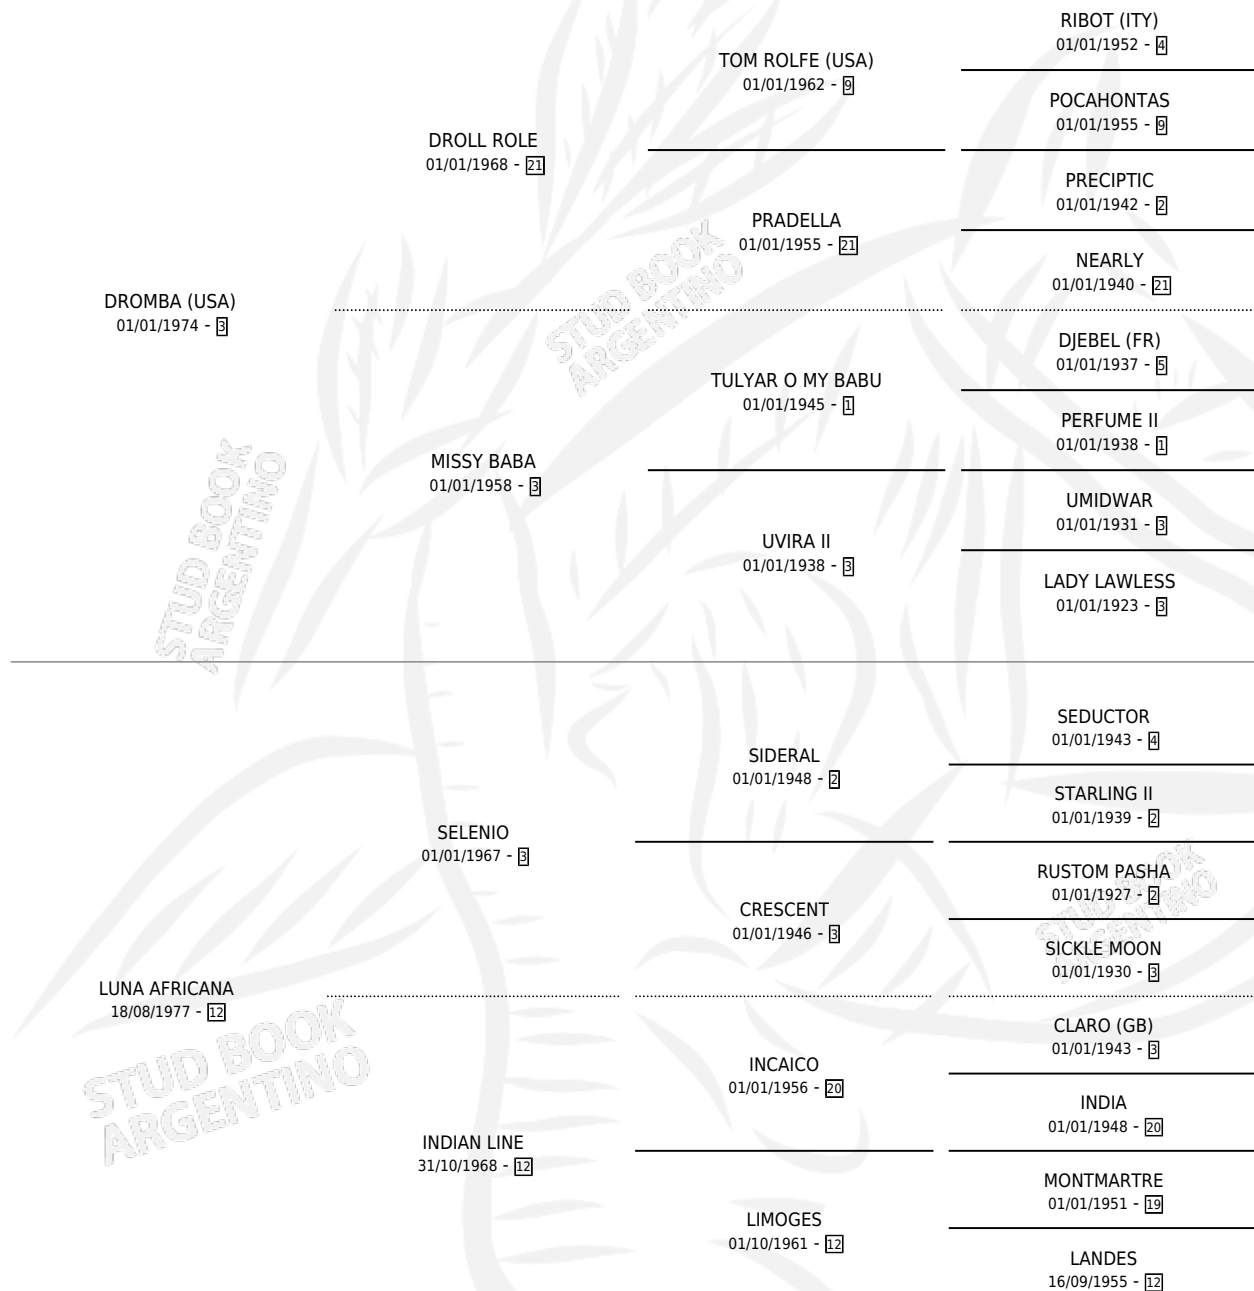 RIBOT (ITY)
01/01/1952 - 4
TOM ROLFE (USA)
01/01/1962 - 9
POCAHONTAS
01/01/1955 - 9
DROLL ROLE
01/01/1968 - 21
PRECIPTIC
01/01/1942 - 2
PRADELLA
01/01/1955 - 21
NEARLY
01/01/1940 - 21
DROMBA (USA)
01/01/1974 - 3
DJEBEL (FR)
01/01/1937 - 5
TULYAR O MY BABU
01/01/1945 - 1
PERFUME II
01/01/1938 - 1
MISSY BABA
01/01/1958 - 3
UMIDWAR
01/01/1931 - 3
UVIRA II
01/01/1938 - 3
LADY LAWLESS
01/01/1923 - 3
SEDUCTOR
01/01/1943 - 4
SIDERAL
01/01/1948 - 2
STARLING II
01/01/1939 - 2
SELENIO
01/01/1967 - 3
RUSTOM PASHA
01/01/1927 - 2
CRESCENT
01/01/1946 - 3
SICKLE MOON
01/01/1930 - 3
LUNA AFRICANA
18/08/1977 - 12
CLARO (GB)
01/01/1943 - 3
INCAICO
01/01/1956 - 20
INDIA
01/01/1948 - 20
INDIAN LINE
31/10/1968 - 12
MONTMARTRE
01/01/1951 - 19
LIMOGES
01/10/1961 - 12
LANDES
16/09/1955 - 12
STUD BOOK
ARGENTINO
STUD BOOK
ARGENTINO
STUD BOOK
ARGENTINO
STUD BOOK
ARGENTINO